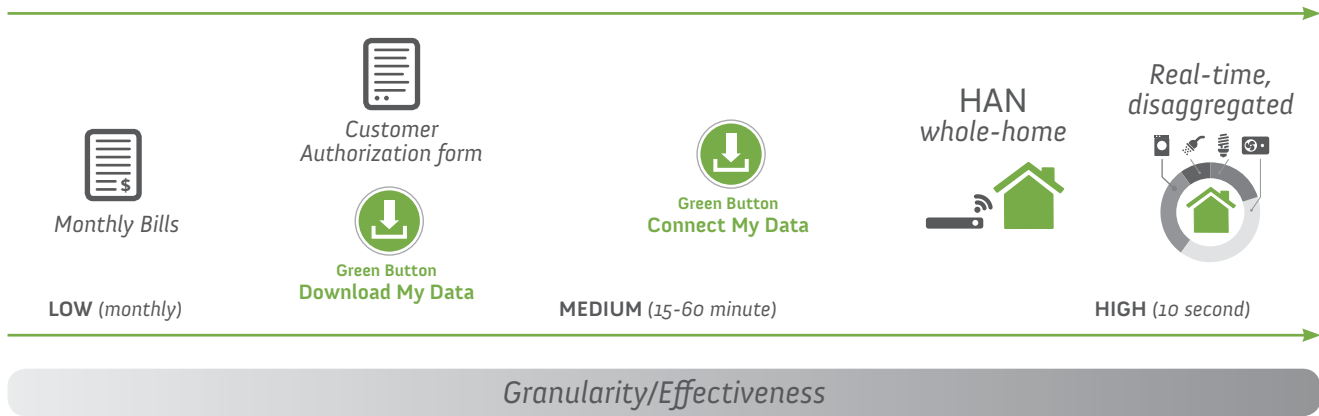 Monthly Bills
Customer
Authorization form
Green Button
Download My Data
Green Button
Connect My Data
HAN
whole-home
Real-time,
disaggregated
$
LOW (monthly)
MEDIUM (15-60 minute)
HIGH (10 second)
Granularity/Effectiveness